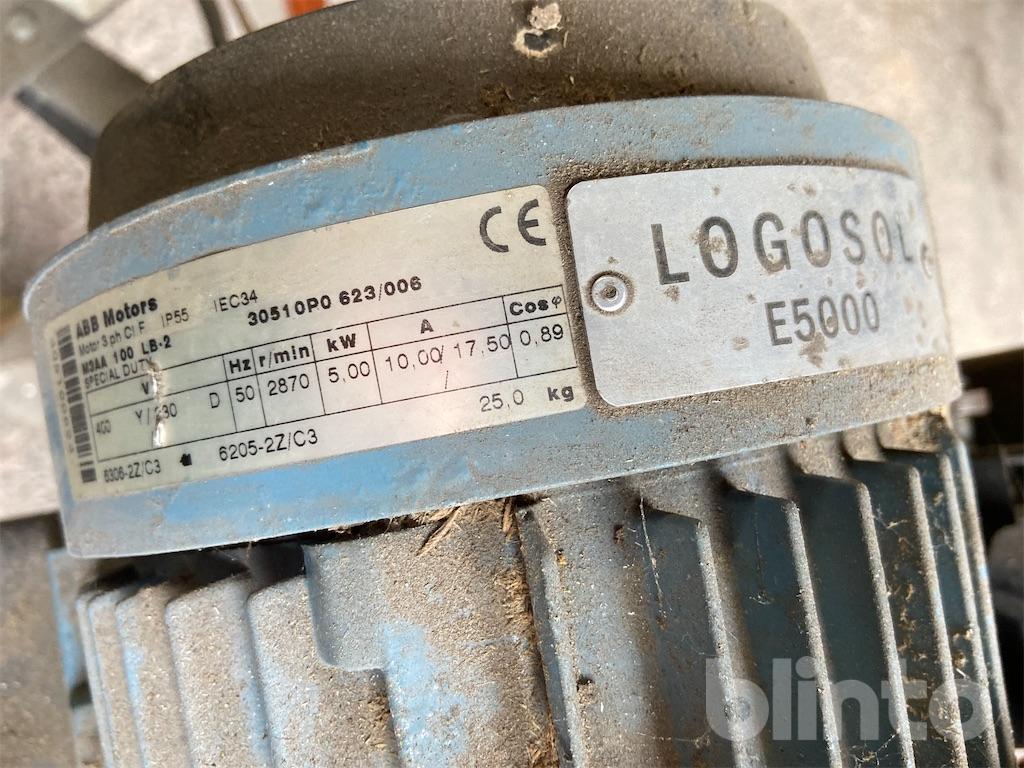 CE
ABB Motors
Motor 3 ph Cl F IP55 IEC34
M3AA 100 LB-2 30510P0 623/006
SPECIAL DUTY
V Hz r/min kW A Cosφ
400 Y/230 D 50 2870 5,00 10,00/17,50 0,89
6306-2Z/C3 6205-2Z/C3 25,0 kg
LOGOSOL
E5000
blinto